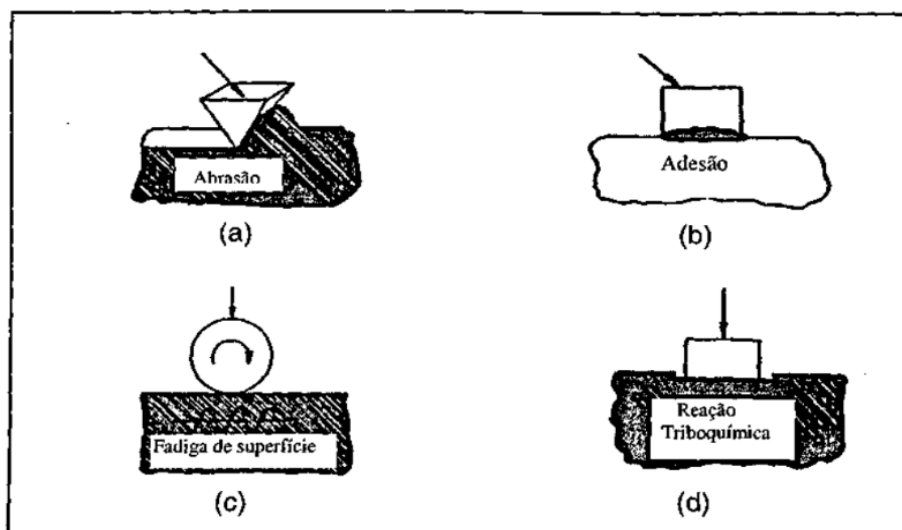 Abrasão
(a)
Adesão
(b)
Fadiga de superfície
(c)
Reação
Triboquímica
(d)